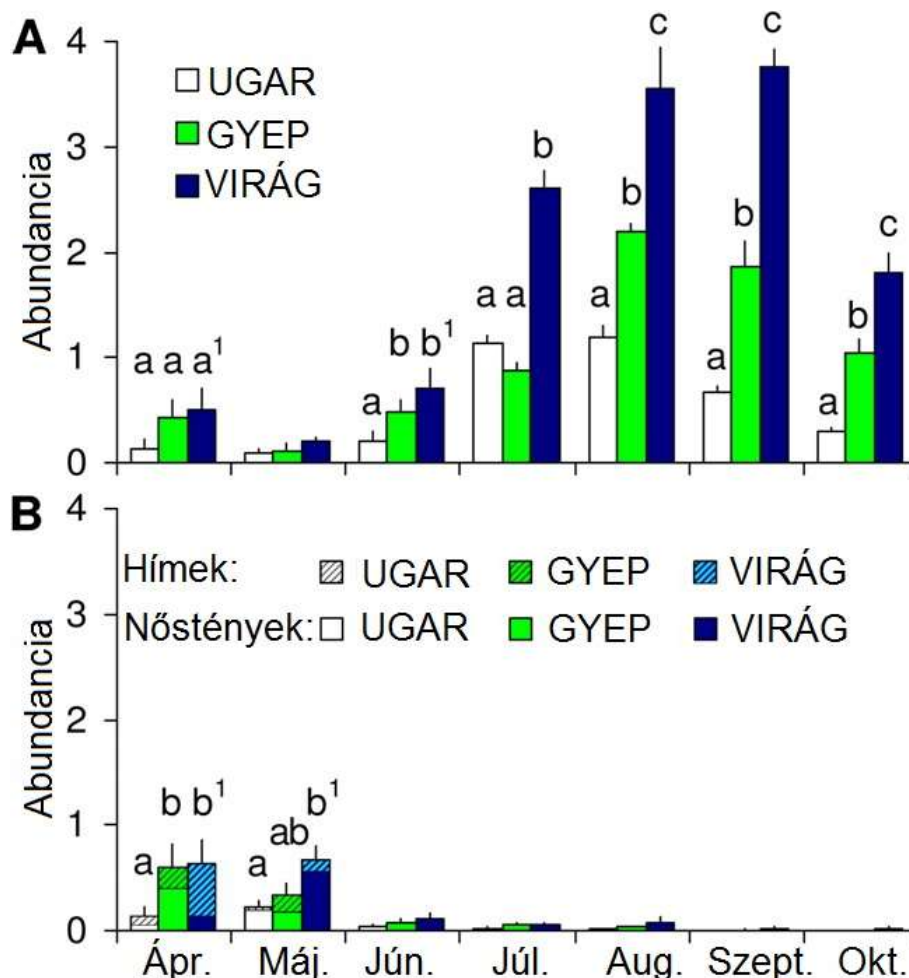 A
Abundancia
4
3
2
1
0
UGAR
GYEP
VIRÁG
a a a¹
a b b¹
a a b
a b c
a b c
a b c
B
Abundancia
4
3
2
1
0
Hímek: UGAR GYEP VIRÁG
Nőstények: UGAR GYEP VIRÁG
a b b¹
a ab b¹
Ápr. Máj. Jún. Júl. Aug. Szept. Okt.